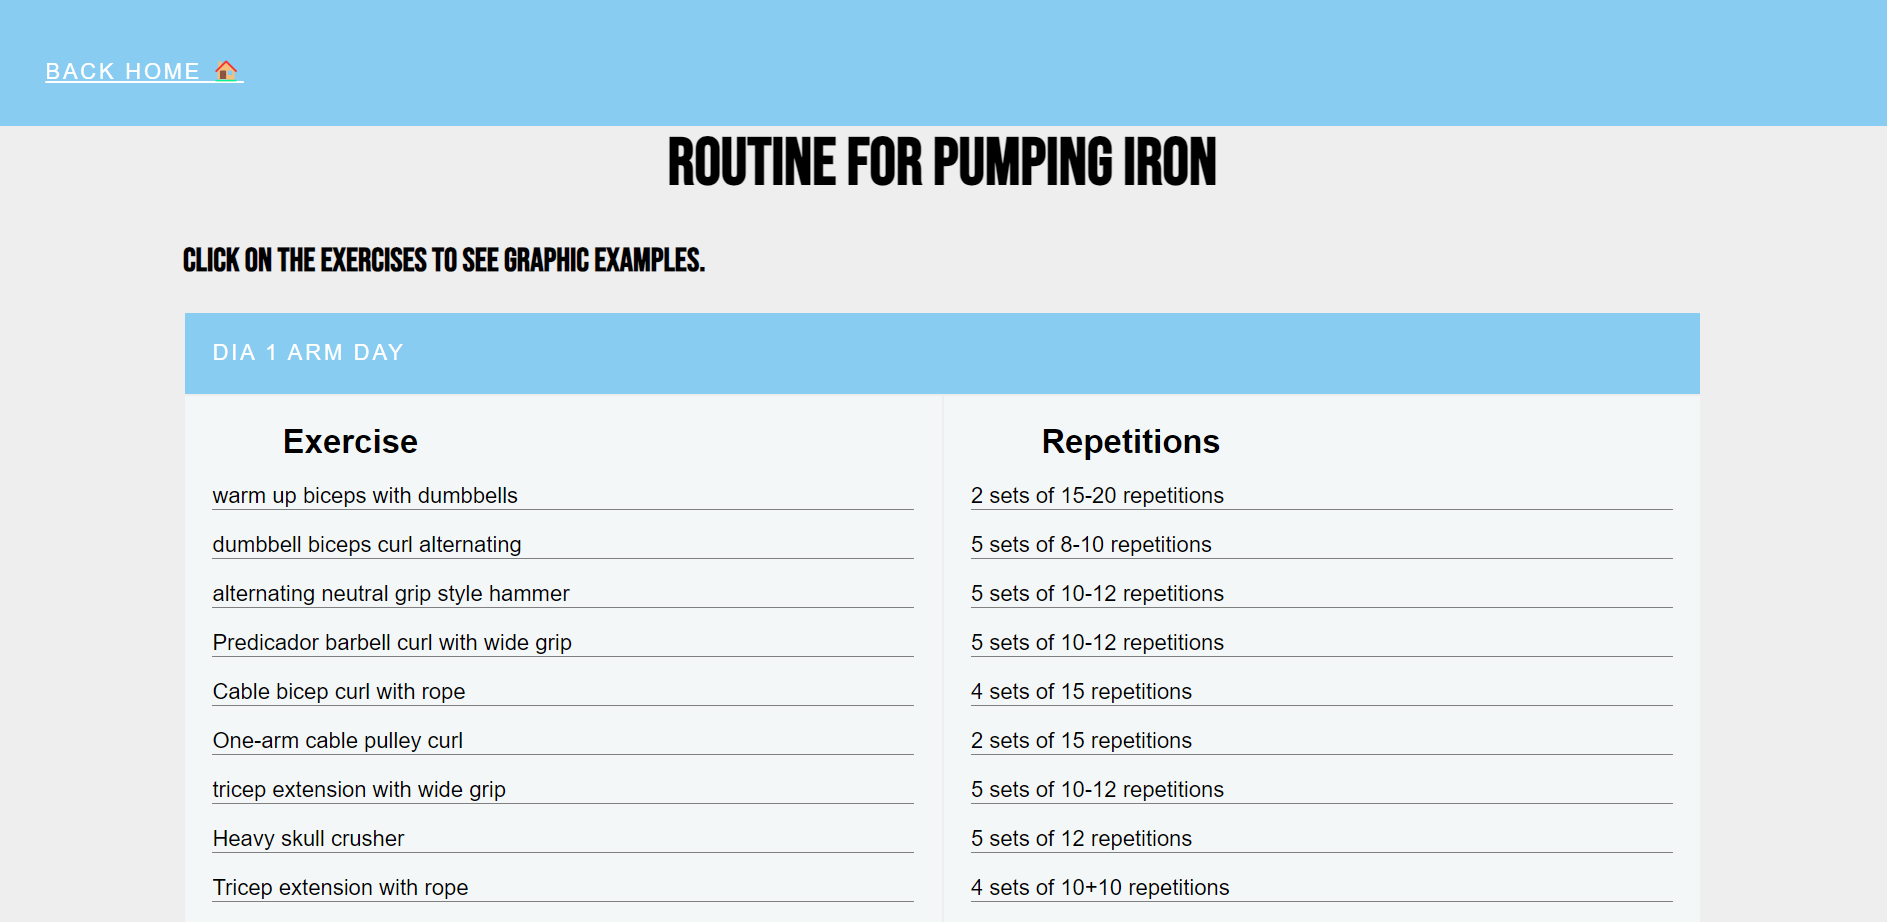 BACK HOME 🏠
ROUTINE FOR PUMPING IRON
CLICK ON THE EXERCISES TO SEE GRAPHIC EXAMPLES.
DIA 1 ARM DAY
Exercise Repetitions
warm up biceps with dumbbells 2 sets of 15-20 repetitions
dumbbell biceps curl alternating 5 sets of 8-10 repetitions
alternating neutral grip style hammer 5 sets of 10-12 repetitions
Predicador barbell curl with wide grip 5 sets of 10-12 repetitions
Cable bicep curl with rope 4 sets of 15 repetitions
One-arm cable pulley curl 2 sets of 15 repetitions
tricep extension with wide grip 5 sets of 10-12 repetitions
Heavy skull crusher 5 sets of 12 repetitions
Tricep extension with rope 4 sets of 10+10 repetitions